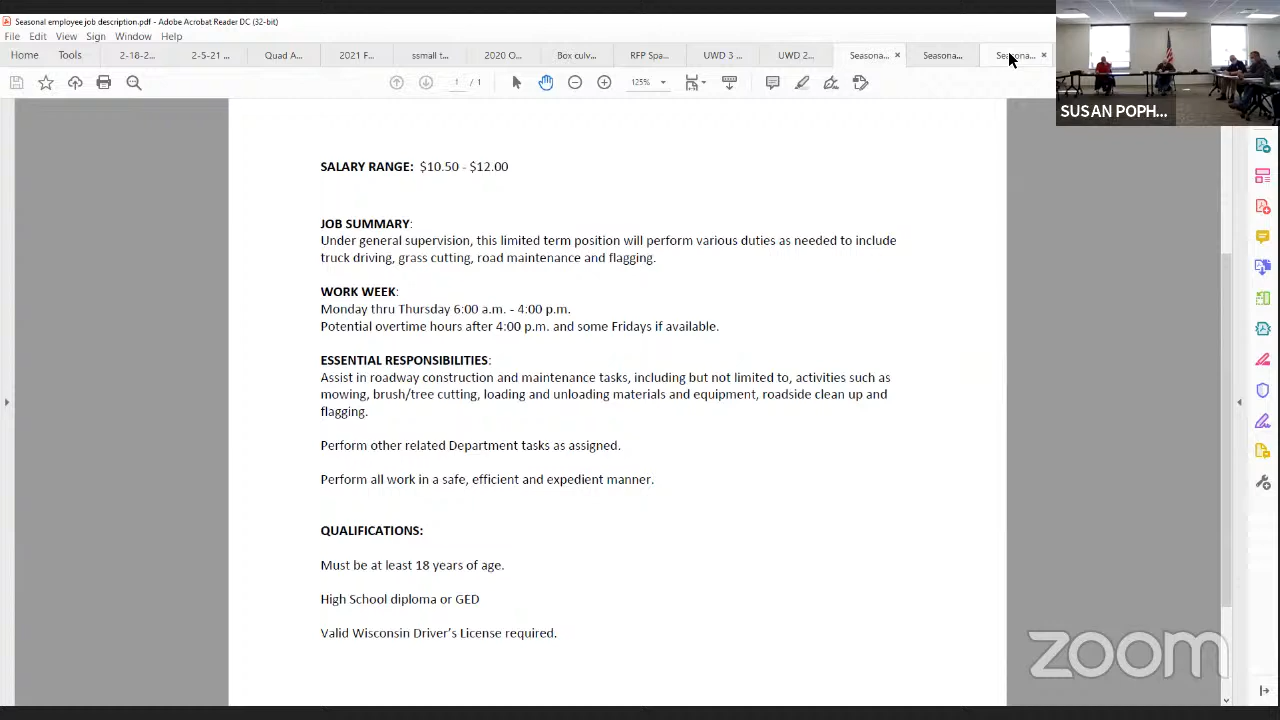 Seasonal employee job description.pdf - Adobe Acrobat Reader DC (32-bit)
File Edit View Sign Window Help
Home Tools 2-18-2... 2-5-21 ... Quad A... 2021 F... ssmall t... 2020 O... Box culv... RFP Spa... UWD 3 ... UWD 2... Seasona... Seasona... Seasona...
1 / 1 125%
SUSAN POPH...
SALARY RANGE: $10.50 - $12.00
JOB SUMMARY:
Under general supervision, this limited term position will perform various duties as needed to include
truck driving, grass cutting, road maintenance and flagging.
WORK WEEK:
Monday thru Thursday 6:00 a.m. - 4:00 p.m.
Potential overtime hours after 4:00 p.m. and some Fridays if available.
ESSENTIAL RESPONSIBILITIES:
Assist in roadway construction and maintenance tasks, including but not limited to, activities such as
mowing, brush/tree cutting, loading and unloading materials and equipment, roadside clean up and
flagging.
Perform other related Department tasks as assigned.
Perform all work in a safe, efficient and expedient manner.
QUALIFICATIONS:
Must be at least 18 years of age.
High School diploma or GED
Valid Wisconsin Driver's License required.
zoom